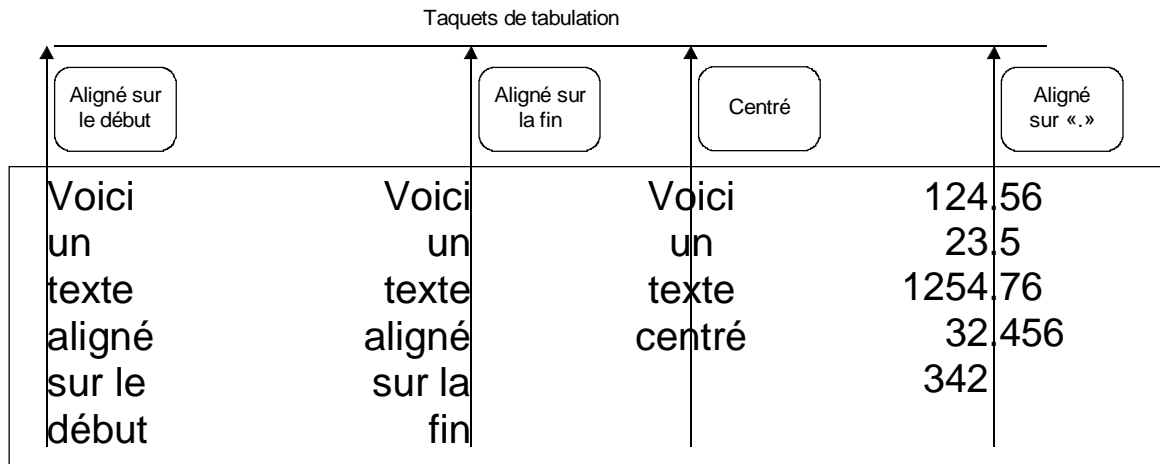 Taquets de tabulation
Aligné sur Aligné sur Centré Aligné
le début la fin sur «.»
Voici Voici Voici 124.56
un un un 23.5
texte texte texte 1254.76
aligné aligné centré 32.456
sur le sur la 342
début fin